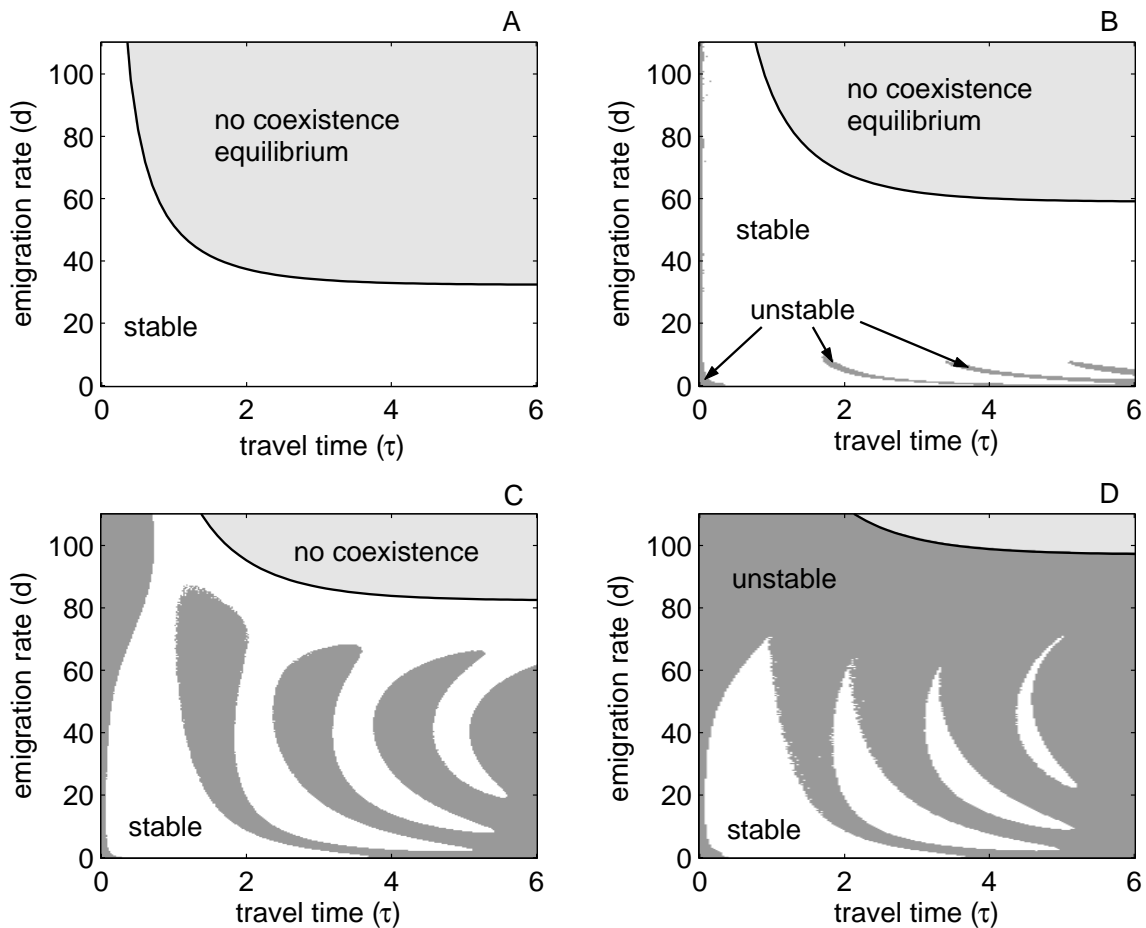 A
emigration rate (d)
100
80
60
40
20
0
no coexistence
equilibrium
stable
0
2
4
6
travel time (τ)
B
emigration rate (d)
100
80
60
40
20
0
no coexistence
equilibrium
stable
unstable
0
2
4
6
travel time (τ)
C
emigration rate (d)
100
80
60
40
20
0
no coexistence
stable
0
2
4
6
travel time (τ)
D
emigration rate (d)
100
80
60
40
20
0
unstable
stable
0
2
4
6
travel time (τ)